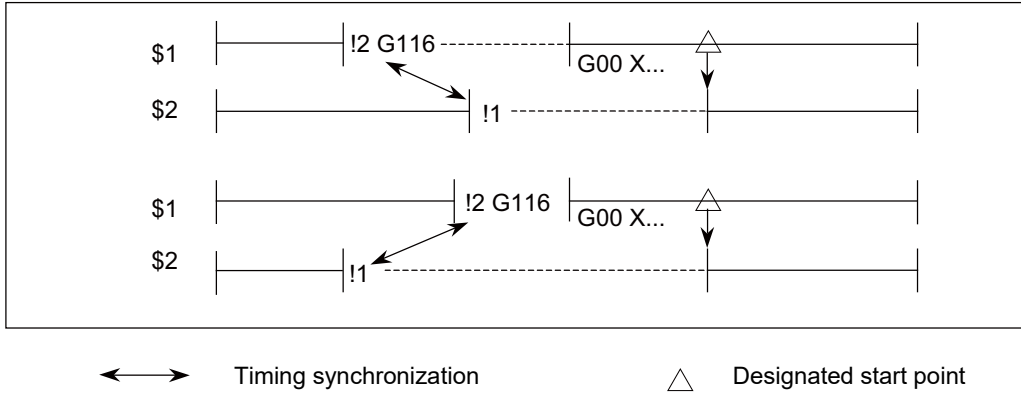 $1 !2 G116 G00 X...
$2 !1
$1 !2 G116 G00 X...
$2 !1
Timing synchronization Designated start point